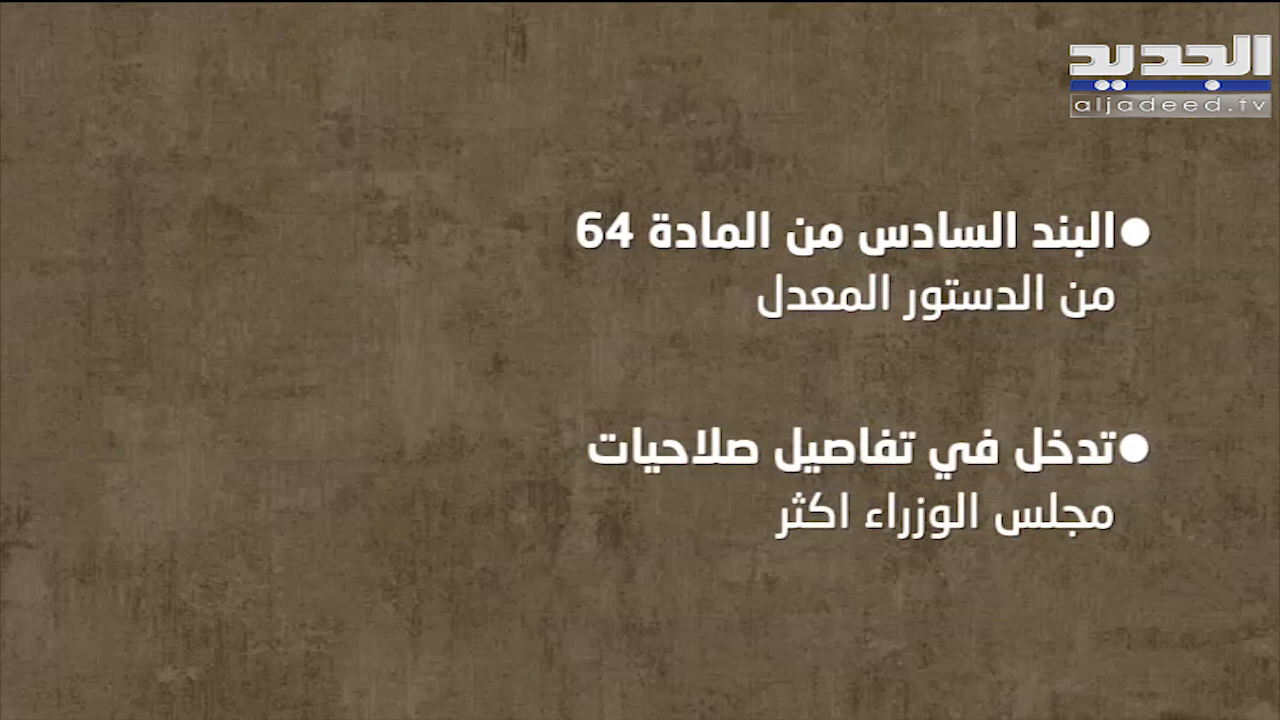 الجديد
aljadeed.tv
●البند السادس من المادة 64
من الدستور المعدل
●تدخل في تفاصيل صلاحيات
مجلس الوزراء اكثر